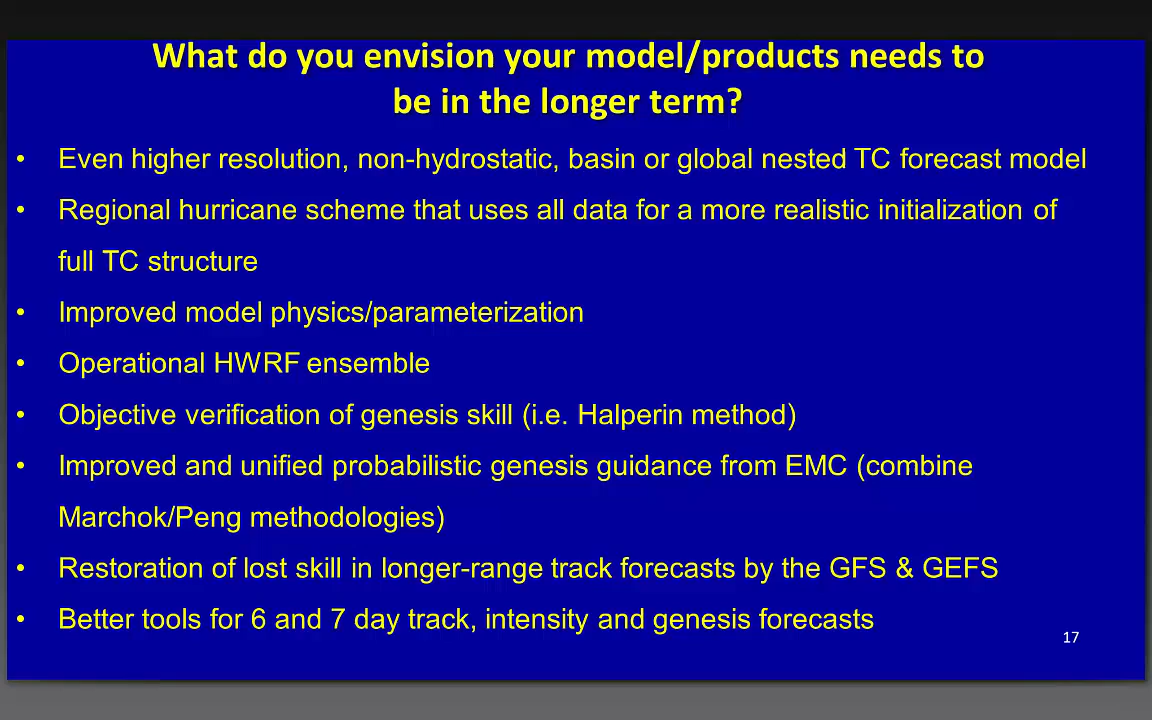 What do you envision your model/products needs to
be in the longer term?
• Even higher resolution, non-hydrostatic, basin or global nested TC forecast model
• Regional hurricane scheme that uses all data for a more realistic initialization of
full TC structure
• Improved model physics/parameterization
• Operational HWRF ensemble
• Objective verification of genesis skill (i.e. Halperin method)
• Improved and unified probabilistic genesis guidance from EMC (combine
Marchok/Peng methodologies)
• Restoration of lost skill in longer-range track forecasts by the GFS & GEFS
• Better tools for 6 and 7 day track, intensity and genesis forecasts
17